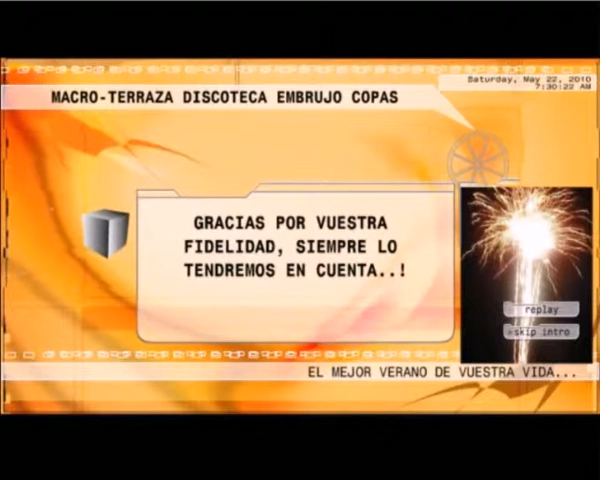 Saturday, May 22, 2010
7:30:22 AM
MACRO-TERRAZA DISCOTECA EMBRUJO COPAS
GRACIAS POR VUESTRA
FIDELIDAD, SIEMPRE LO
TENDREMOS EN CUENTA..!
replay
skip intro
EL MEJOR VERANO DE VUESTRA VIDA...